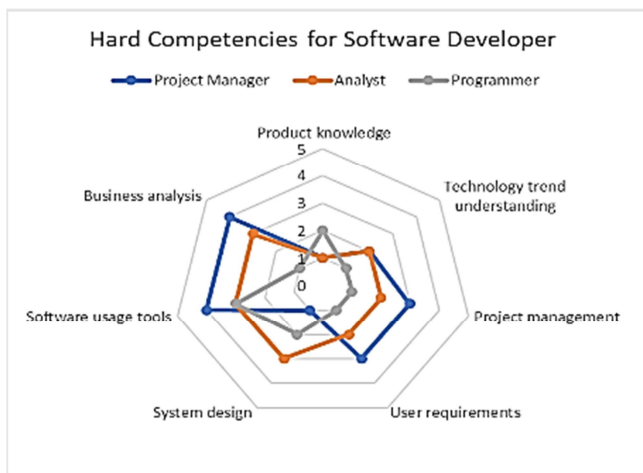 Hard Competencies for Software Developer
Project Manager Analyst Programmer
Product knowledge
5
4
3
2
1
0
Technology trend
understanding
Project management
User requirements
System design
Software usage tools
Business analysis